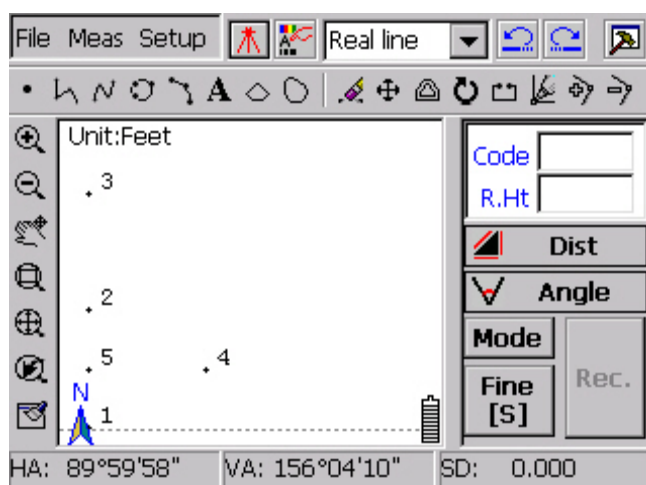 File Meas Setup Real line
A
Unit:Feet
3
2
5
4
N
1
Code
R.Ht
Dist
Angle
Mode
Fine
[S]
Rec.
HA: 89°59'58" VA: 156°04'10" SD: 0.000